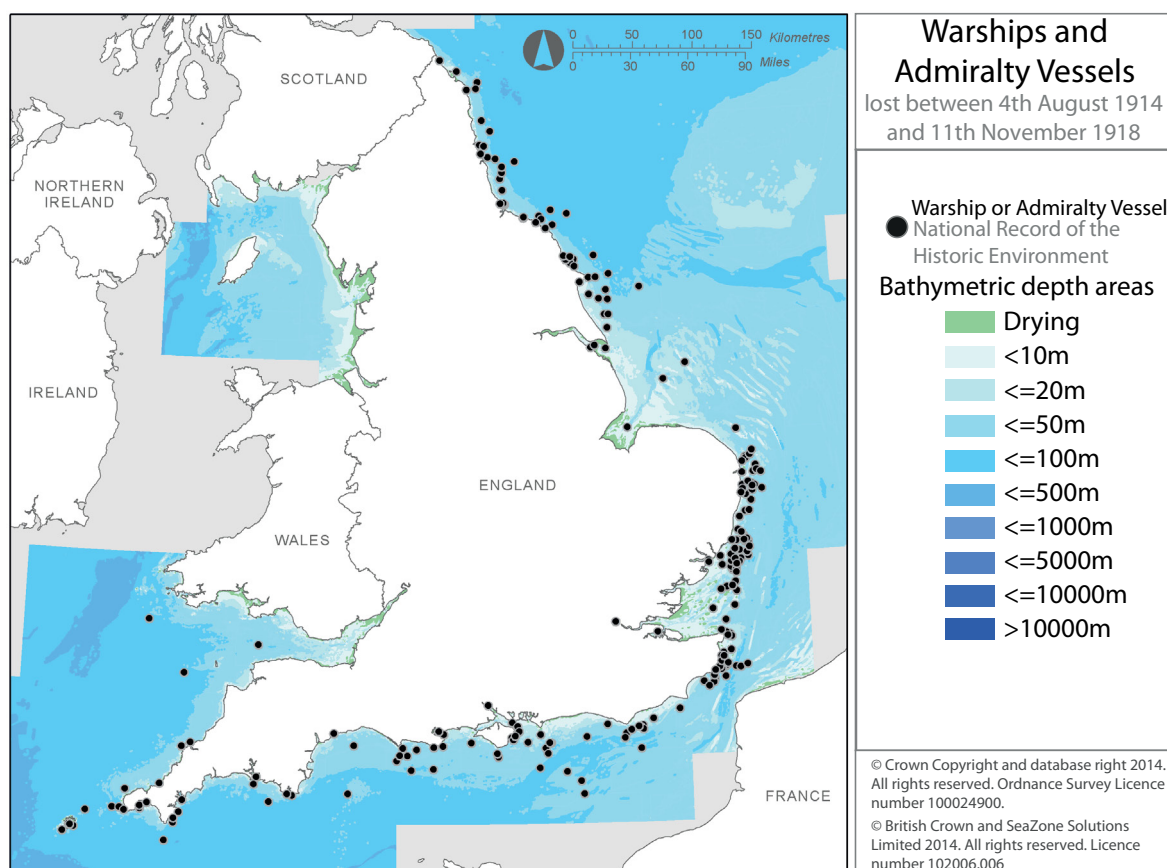 SCOTLAND
NORTHERN
IRELAND
IRELAND
WALES
ENGLAND
FRANCE
0 50 100 150 Kilometres
0 30 60 90 Miles
Warships and
Admiralty Vessels
lost between 4th August 1914
and 11th November 1918
Warship or Admiralty Vessel
National Record of the
Historic Environment
Bathymetric depth areas
Drying
<10m
<=20m
<=50m
<=100m
<=500m
<=1000m
<=5000m
<=10000m
>10000m
© Crown Copyright and database right 2014.
All rights reserved. Ordnance Survey Licence
number 100024900.
© British Crown and SeaZone Solutions
Limited 2014. All rights reserved. Licence
number 102006.006